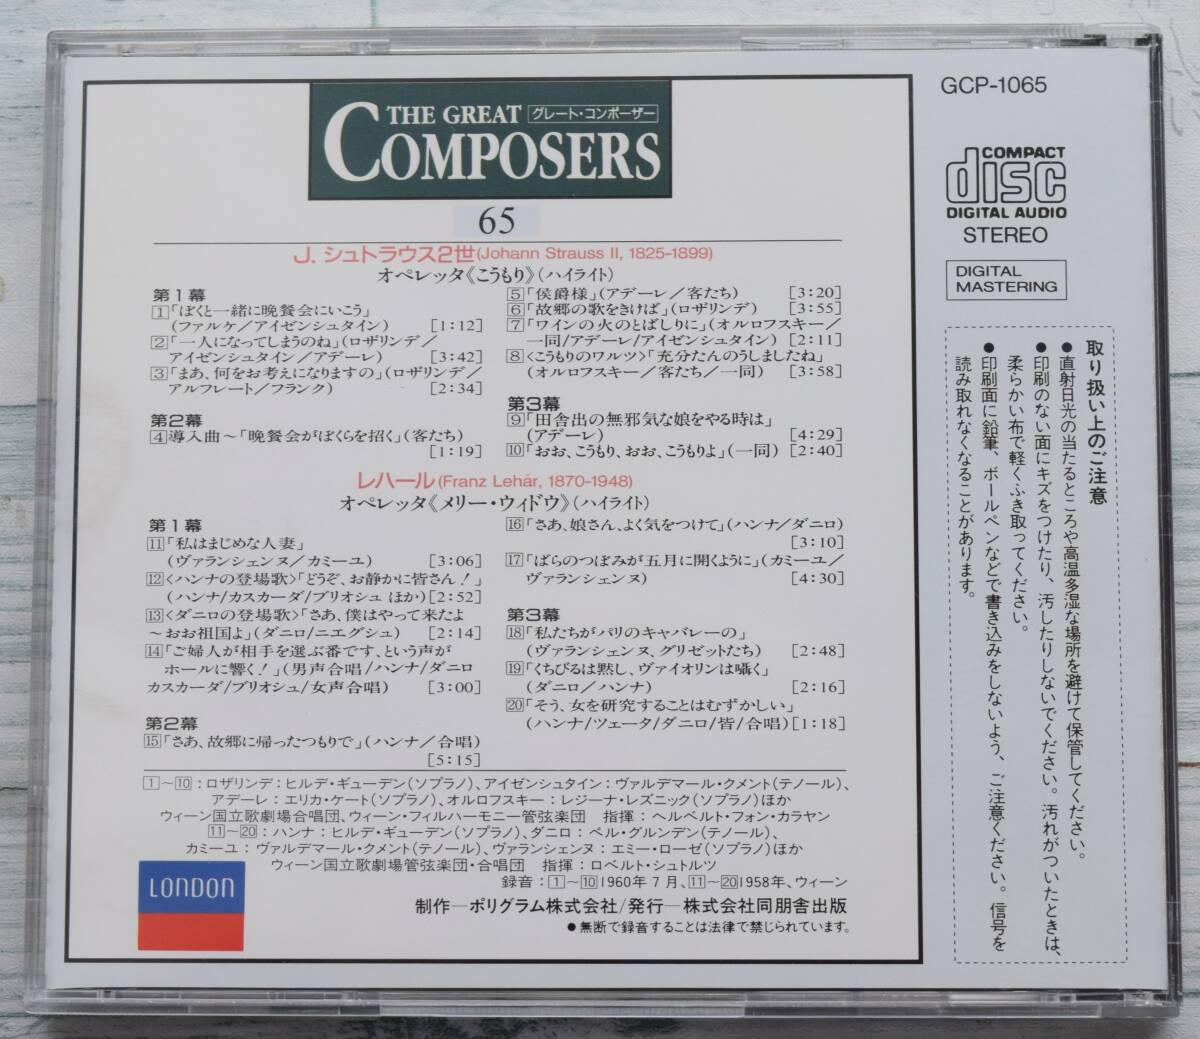 THE GREAT グレート・コンポーザー
COMPOSERS
65
J. シュトラウス2世(Johann Strauss II, 1825-1899)
オペレッタ《こうもり》(ハイライト)
第1幕
1「ぼくと一緒に晩餐会にいこう」
(ファルケ/アイゼンシュタイン) [1:12]
2「一人になってしまうのね」(ロザリンデ/
アイゼンシュタイン/アデーレ) [3:42]
3「まあ、何をお考えになりますの」(ロザリンデ/
アルフレート/フランク) [2:34]
第2幕
4導入曲〜「晩餐会がぼくらを招く」(客たち)
[1:19]
5「侯爵様」(アデーレ/客たち) [3:20]
6「故郷の歌をきけば」(ロザリンデ) [3:55]
7「ワインの火のとばしりに」(オルロフスキー/
一同/アデーレ/アイゼンシュタイン) [2:11]
8〈こうもりのワルツ〉「充分たんのうしましたね」
(オルロフスキー/客たち/一同) [3:58]
第3幕
9「田舎出の無邪気な娘をやる時は」
(アデーレ) [4:29]
10「おお、こうもり、おお、こうもりよ」(一同) [2:40]
レハール(Franz Lehár, 1870-1948)
オペレッタ《メリー・ウィドウ》(ハイライト)
第1幕
11「私はまじめな人妻」
(ヴァランシェンヌ/カミーユ) [3:06]
12〈ハンナの登場歌〉「どうぞ、お静かに皆さん!」
(ハンナ/カスカーダ/ブリオシュ ほか) [2:52]
13〈ダニロの登場歌〉「さあ、僕はやって来たよ
〜おお祖国よ」(ダニロ/ニエグシュ) [2:14]
14「ご婦人が相手を選ぶ番です、という声が
ホールに響く!」(男声合唱/ハンナ/ダニロ
カスカーダ/ブリオシュ/女声合唱) [3:00]
第2幕
15「さあ、故郷に帰ったつもりで」(ハンナ/合唱)
[5:15]
16「さあ、娘さん、よく気をつけて」(ハンナ/ダニロ)
[3:10]
17「ばらのつぼみが五月に開くように」(カミーユ/
ヴァランシェンヌ) [4:30]
第3幕
18「私たちがパリのキャバレーの」
(ヴァランシェンヌ、グリゼットたち) [2:48]
19「くちびるは黙し、ヴァイオリンは囁く」
(ダニロ/ハンナ) [2:16]
20「そう、女を研究することはむずかしい」
(ハンナ/ツェータ/ダニロ/皆/合唱) [1:18]
1〜10:ロザリンデ:ヒルデ・ギューデン(ソプラノ)、アイゼンシュタイン:ヴァルデマール・クメント(テノール)、
アデーレ:エリカ・ケート(ソプラノ)、オルロフスキー:レジーナ・レズニック(ソプラノ)ほか
ウィーン国立歌劇場合唱団、ウィーン・フィルハーモニー管弦楽団 指揮:ヘルベルト・フォン・カラヤン
11〜20:ハンナ:ヒルデ・ギューデン(ソプラノ)、ダニロ:ペル・グルンデン(テノール)、
カミーユ:ヴァルデマール・クメント(テノール)、ヴァランシェンヌ:エミー・ローゼ(ソプラノ)ほか
ウィーン国立歌劇場管弦楽団・合唱団 指揮:ロベルト・シュトルツ
録音:1〜10 1960年7月、11〜20 1958年、ウィーン
制作―ポリグラム株式会社/発行―株式会社同朋舎出版
●無断で録音することは法律で禁じられています。
LONDON
GCP-1065
COMPACT
disc
DIGITAL AUDIO
STEREO
DIGITAL
MASTERING
取り扱い上のご注意
●直射日光の当たるところや高温多湿な場所を避けて保管してください。
●印刷のない面にキズをつけたり、汚したりしないでください。汚れがついたときは、
柔らかい布で軽くふき取ってください。
●印刷面に鉛筆、ボールペンなどで書き込みをしないよう、ご注意ください。信号を
読み取れなくなることがあります。